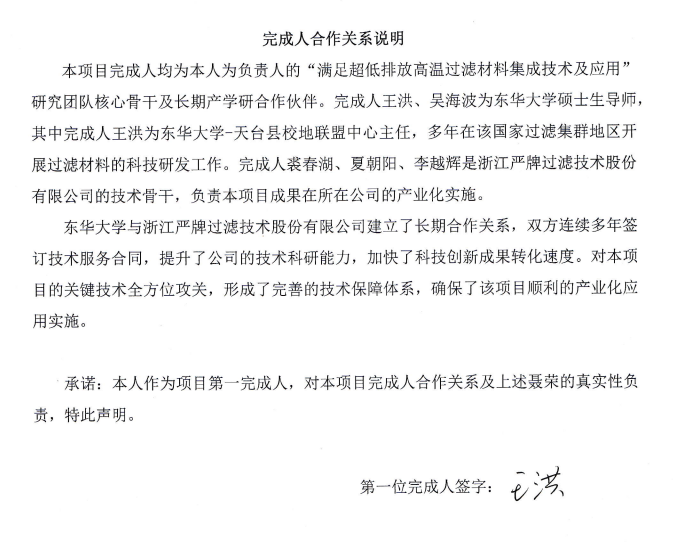 完成人合作关系说明
本项目完成人均为本人为负责人的“满足超低排放高温过滤材料集成技术及应用”
研究团队核心骨干及长期产学研合作伙伴。完成人王洪、吴海波为东华大学硕士生导师，
其中完成人王洪为东华大学-天台县校地联盟中心主任，多年在该国家过滤集群地区开
展过滤材料的科技研发工作。完成人裘春湖、夏朝阳、李越辉是浙江严牌过滤技术股份
有限公司的技术骨干，负责本项目成果在所在公司的产业化实施。
东华大学与浙江严牌过滤技术股份有限公司建立了长期合作关系，双方连续多年签
订技术服务合同，提升了公司的技术科研能力，加快了科技创新成果转化速度。对本项
目的关键技术全方位攻关，形成了完善的技术保障体系，确保了该项目顺利的产业化应
用实施。
承诺：本人作为项目第一完成人，对本项目完成人合作关系及上述聂荣的真实性负
责，特此声明。
第一位完成人签字：王洪